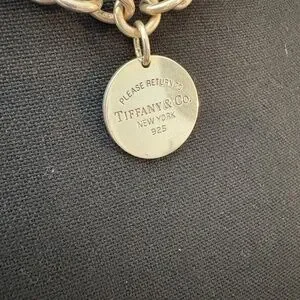 PLEASE RETURN TO
TIFFANY & CO.
NEW YORK
925